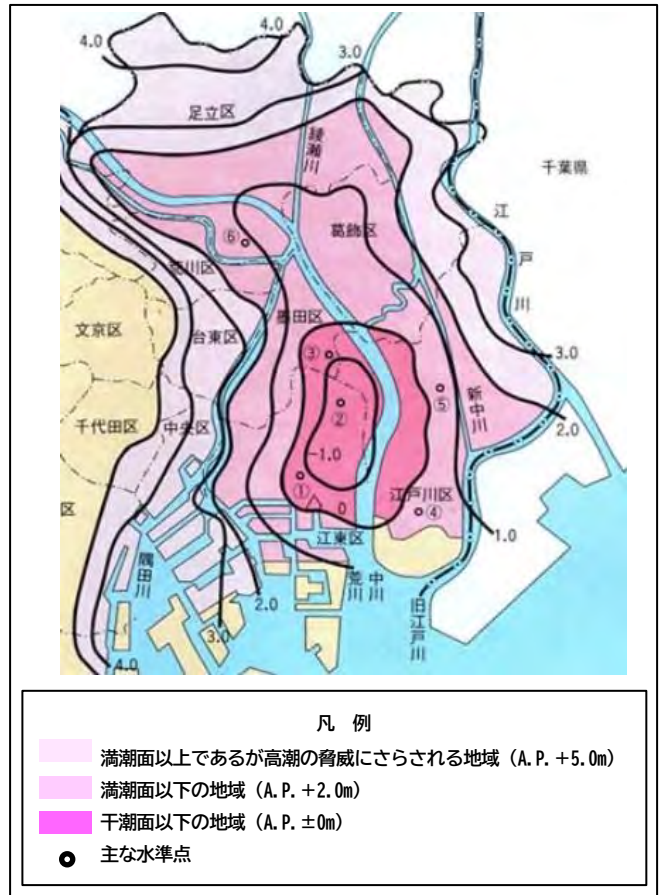 4.0
4.0
3.0
足立区
綾瀬川
千葉県
江戸川
葛飾区
⑥
荒川区
文京区
台東区
墨田区
③
3.0
②
⑤
新中川
2.0
千代田区
中央区
-1.0
①
江戸川区
④
0
区
江東区
1.0
隅田川
荒川
中川
2.0
旧江戸川
3.0
4.0
凡 例
満潮面以上であるが高潮の脅威にさらされる地域（A.P.+5.0m）
満潮面以下の地域（A.P.+2.0m）
干潮面以下の地域（A.P.±0m）
主な水準点